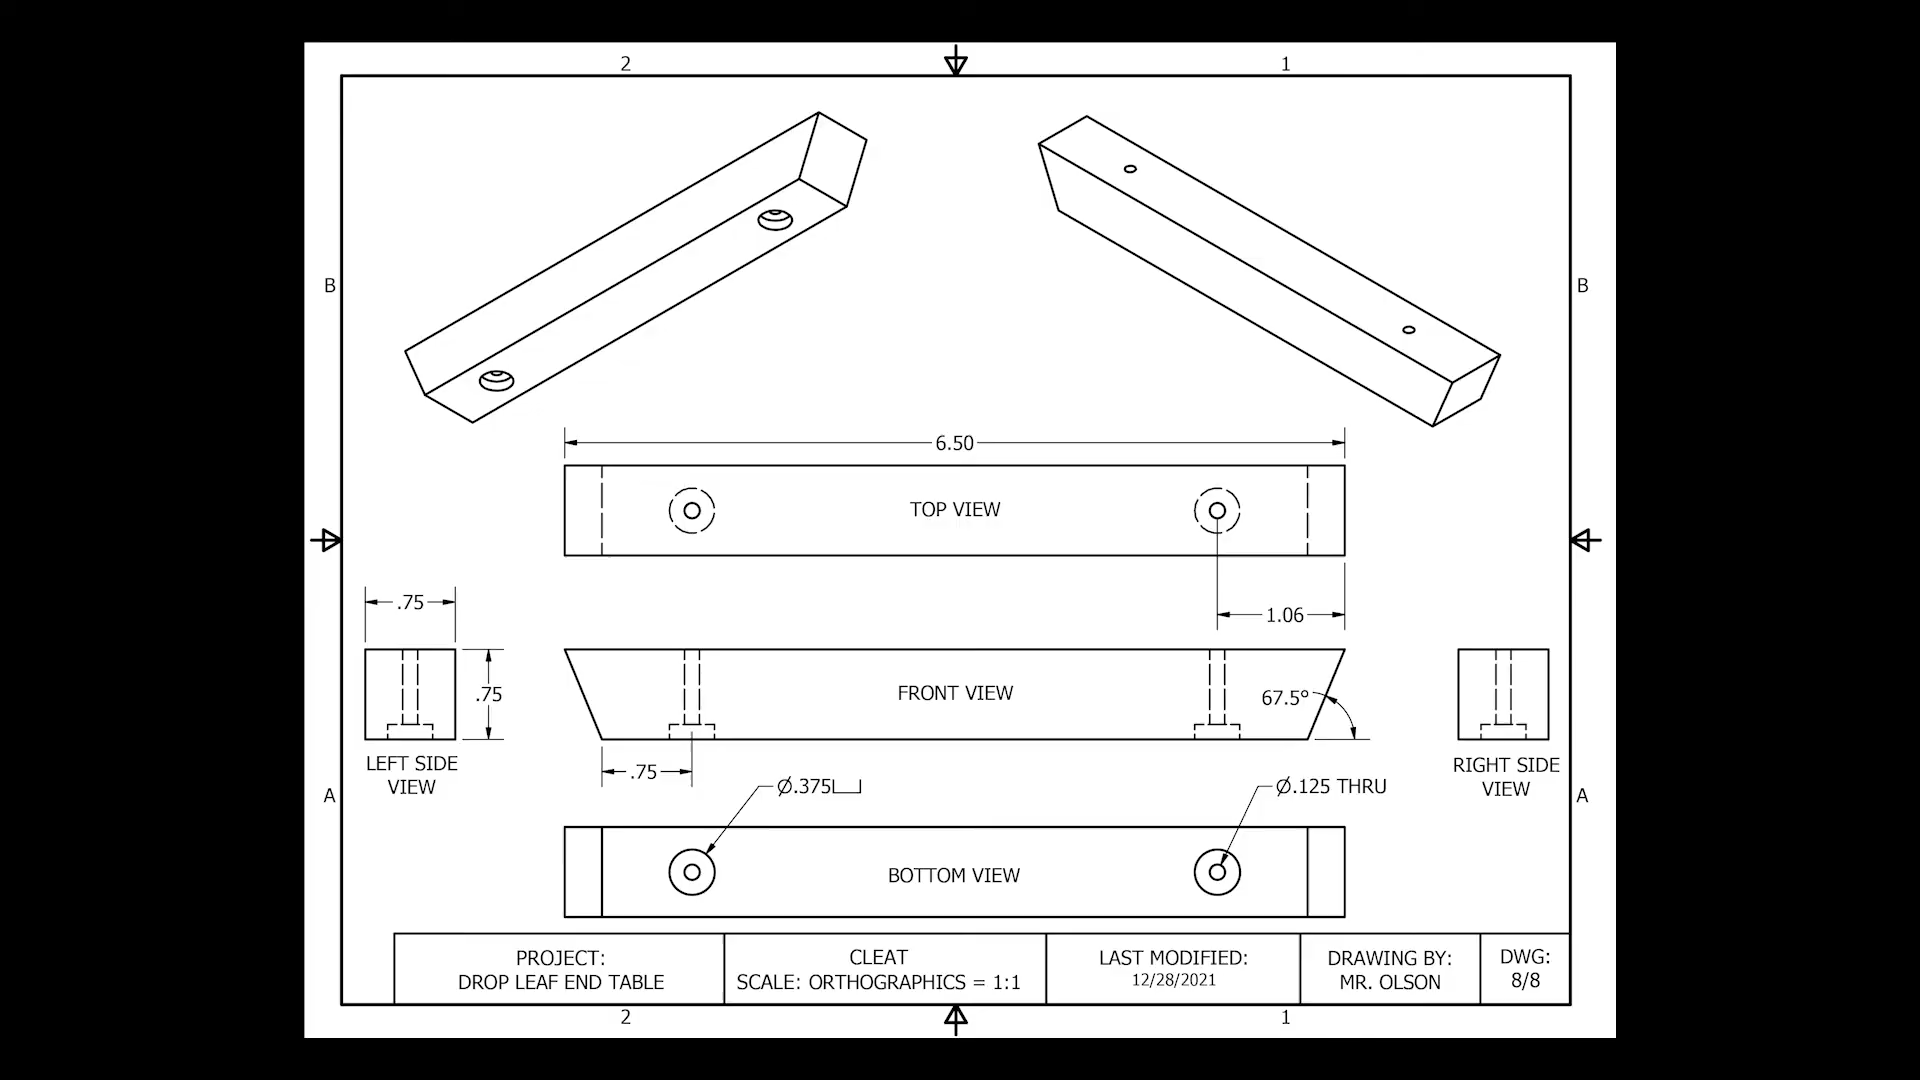 2
1
B
B
6.50
TOP VIEW
.75
1.06
.75
FRONT VIEW
67.5°
LEFT SIDE
VIEW
RIGHT SIDE
VIEW
.75
⌀.375⌴
⌀.125 THRU
A
A
BOTTOM VIEW
PROJECT:
DROP LEAF END TABLE
CLEAT
SCALE: ORTHOGRAPHICS = 1:1
LAST MODIFIED:
12/28/2021
DRAWING BY:
MR. OLSON
DWG:
8/8
2
1